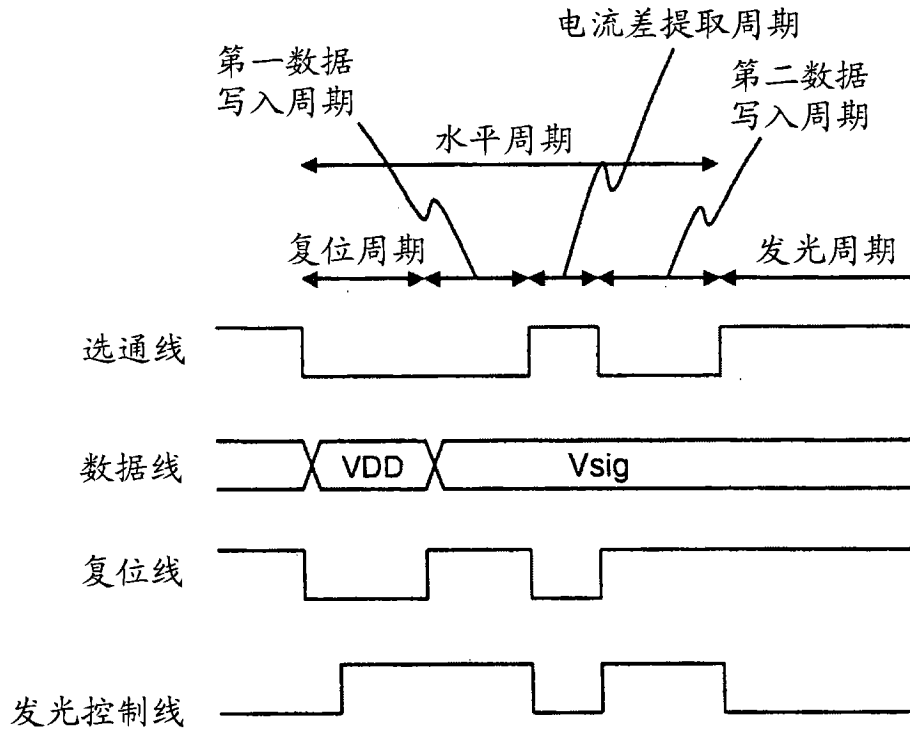 电流差提取周期
第一数据
写入周期
第二数据
写入周期
水平周期
复位周期
发光周期
选通线
数据线
VDD
Vsig
复位线
发光控制线